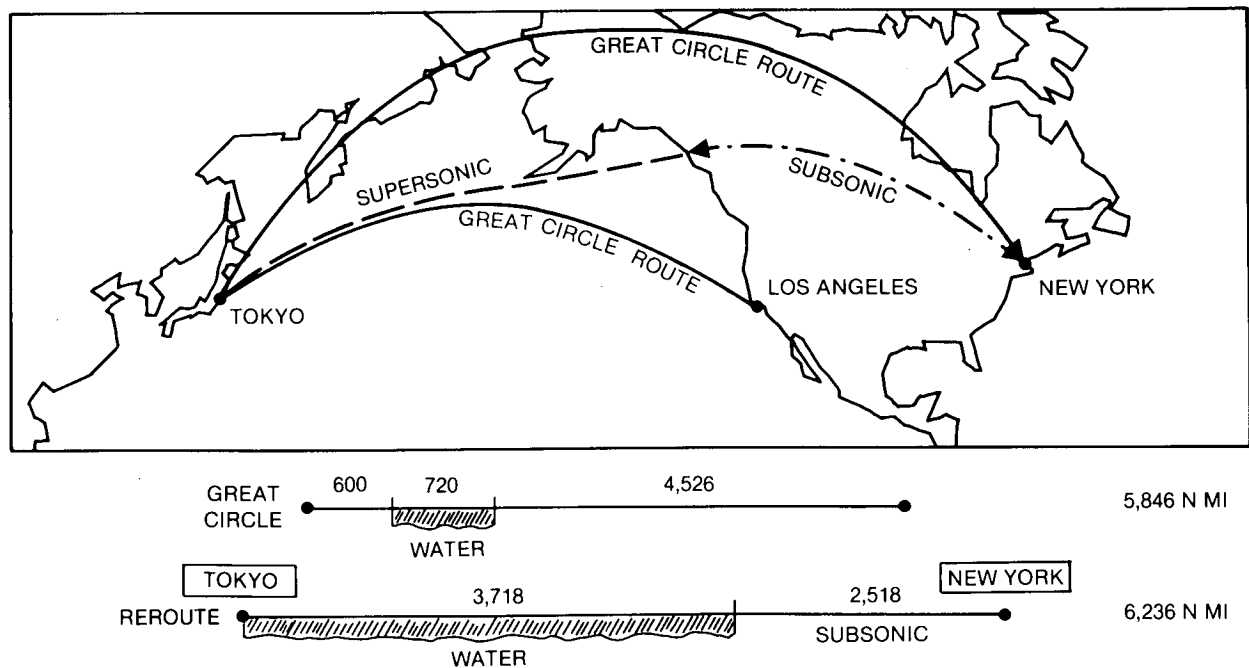 GREAT CIRCLE ROUTE
SUPERSONIC
SUBSONIC
GREAT CIRCLE ROUTE
TOKYO
LOS ANGELES
NEW YORK
600 720 4,526
GREAT
CIRCLE
5,846 N MI
WATER
TOKYO
NEW YORK
3,718 2,518
REROUTE
6,236 N MI
SUBSONIC
WATER